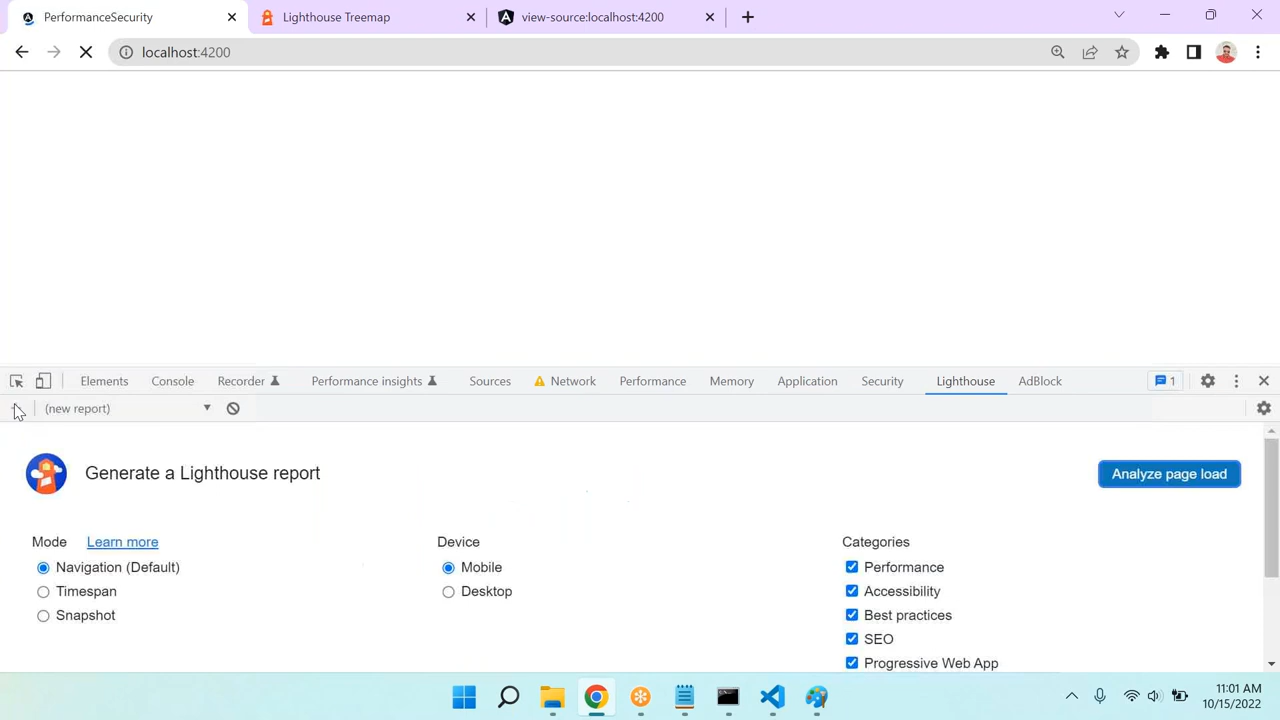 PerformanceSecurity
Lighthouse Treemap
view-source:localhost:4200
localhost:4200
Elements
Console
Recorder
Performance insights
Sources
Network
Performance
Memory
Application
Security
Lighthouse
AdBlock
1
(new report)
Generate a Lighthouse report
Analyze page load
Mode
Learn more
Device
Categories
Navigation (Default)
Mobile
Performance
Timespan
Desktop
Accessibility
Snapshot
Best practices
SEO
Progressive Web App
11:01 AM
10/15/2022